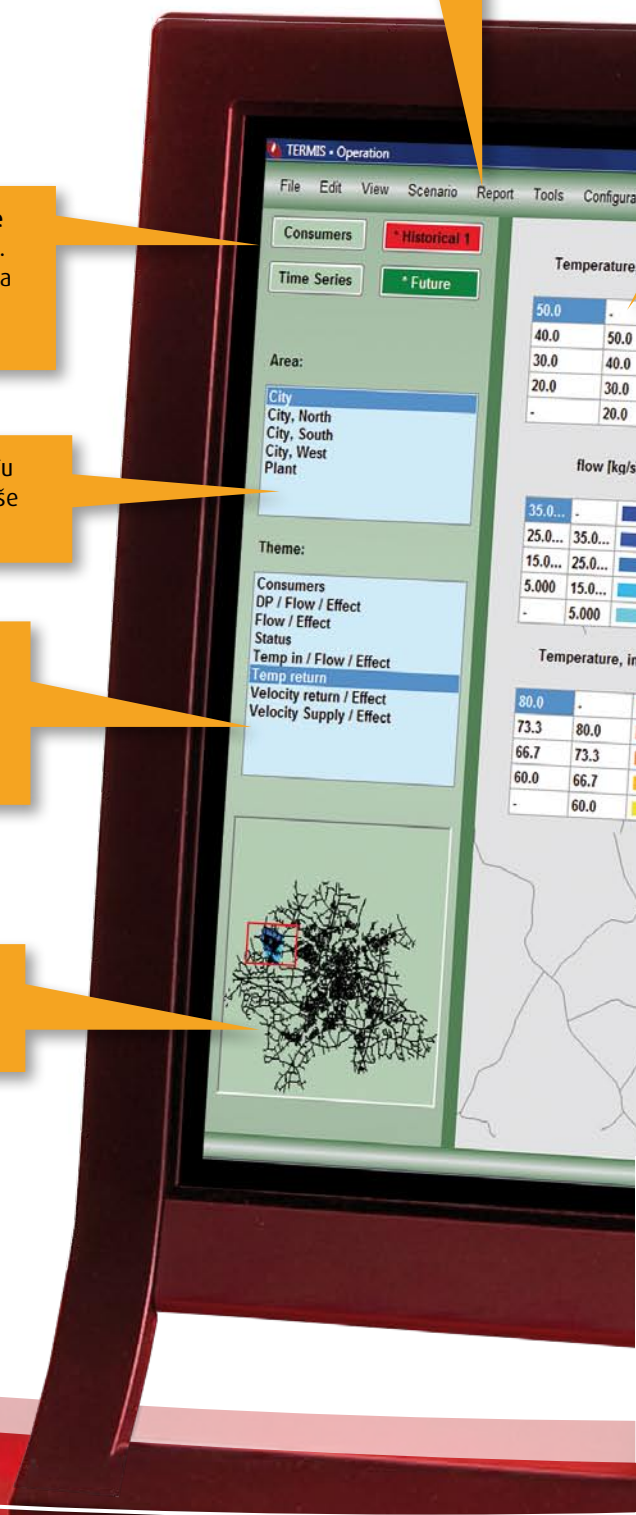 TERMIS • Operation
File Edit View Scenario Report Tools
Consumers * Historical 1
Time Series * Future
Area:
City
City, North
City, South
City, West
Plant
Theme:
Consumers
DP / Flow / Effect
Flow / Effect
Status
Temp in / Flow / Effect
Temp return
Velocity return / Effect
Velocity Supply / Effect
Temperature
50.0 -
40.0 50.0
30.0 40.0
20.0 30.0
- 20.0
flow [kg/s
35.0... -
25.0... 35.0...
15.0... 25.0...
5.000 15.0...
- 5.000
Temperature,
80.0 -
73.3 80.0
66.7 73.3
60.0 66.7
- 60.0